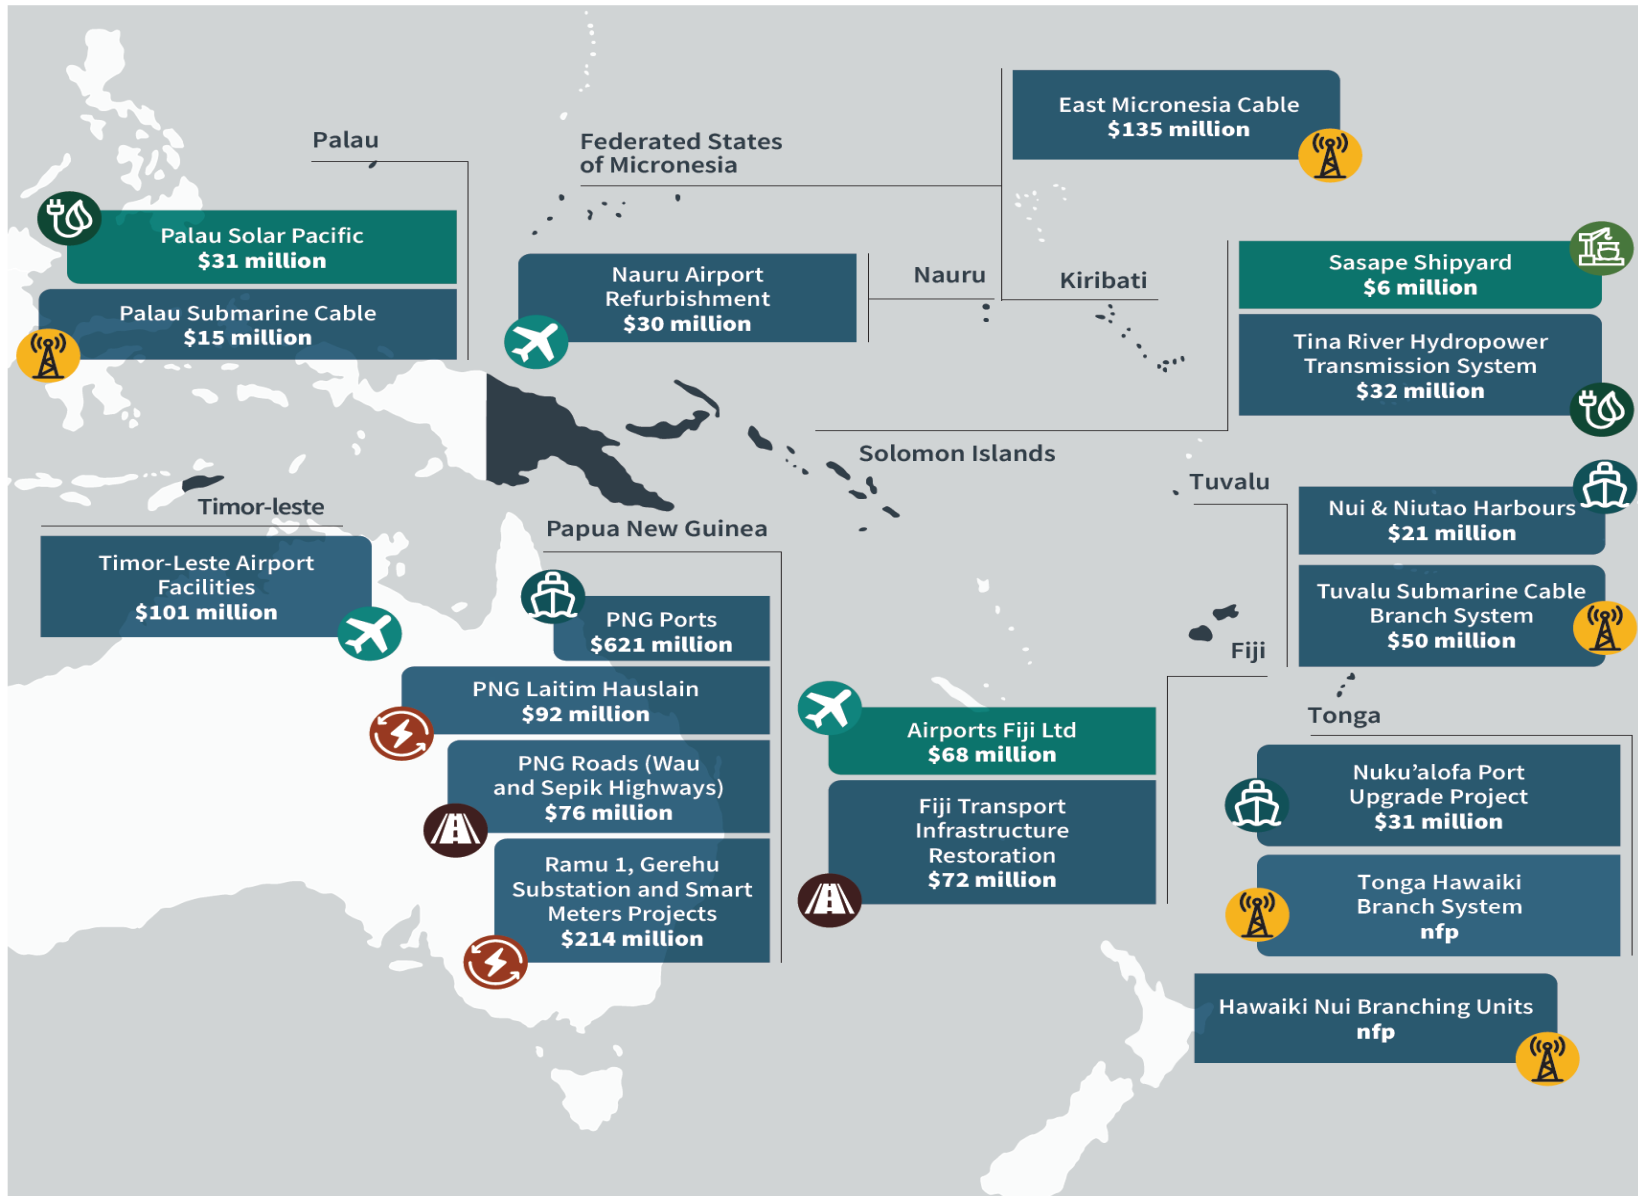 Palau
Palau Solar Pacific
$31 million
Palau Submarine Cable
$15 million
Federated States
of Micronesia
East Micronesia Cable
$135 million
Nauru Airport
Refurbishment
$30 million
Nauru
Kiribati
Sasape Shipyard
$6 million
Tina River Hydropower
Transmission System
$32 million
Solomon Islands
Timor-leste
Timor-Leste Airport
Facilities
$101 million
Papua New Guinea
PNG Ports
$621 million
PNG Laitim Hauslain
$92 million
PNG Roads (Wau
and Sepik Highways)
$76 million
Ramu 1, Gerehu
Substation and Smart
Meters Projects
$214 million
Tuvalu
Nui & Niutao Harbours
$21 million
Tuvalu Submarine Cable
Branch System
$50 million
Fiji
Airports Fiji Ltd
$68 million
Fiji Transport
Infrastructure
Restoration
$72 million
Tonga
Nuku’alofa Port
Upgrade Project
$31 million
Tonga Hawaiki
Branch System
nfp
Hawaiki Nui Branching Units
nfp